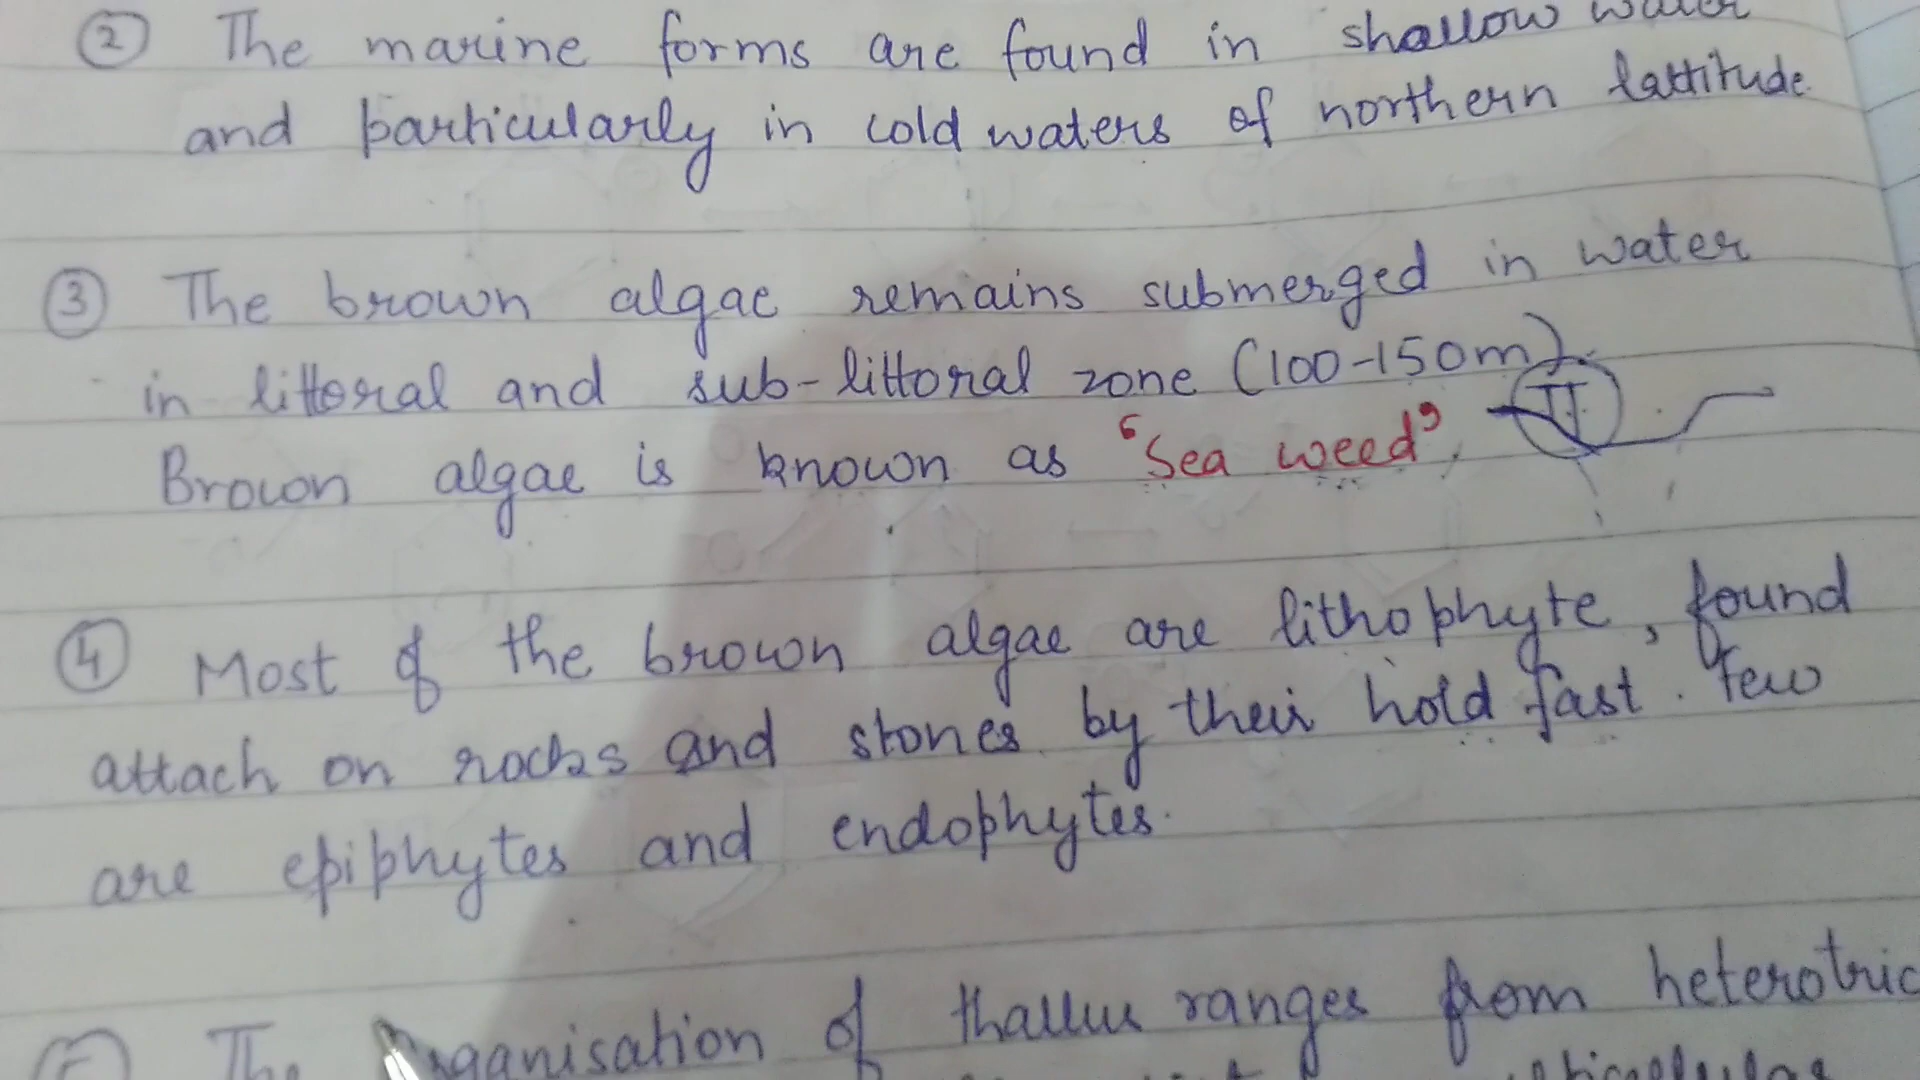 ② The marine forms are found in shallow water
and particularly in cold waters of northern lattitude.
③ The brown algae remains submerged in water
in littoral and sub-littoral zone (100-150m).
Brown algae is known as "Sea weed",
④ Most of the brown algae are lithophyte, found
attach on rocks and stones by their hold fast. Few
are epiphytes and endophytes.
The organisation of thallus ranges from heterotric